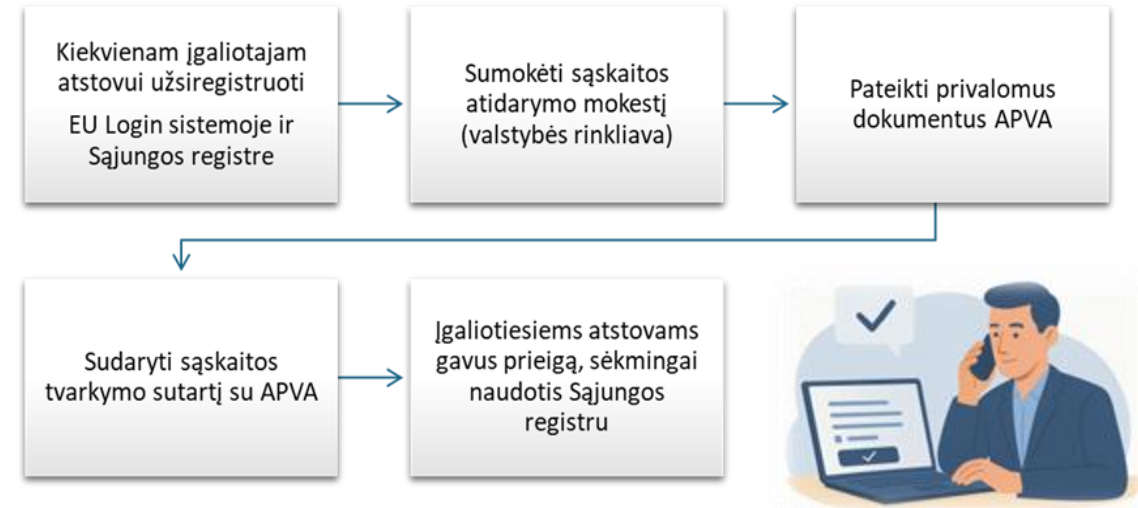 Kiekvienam įgaliotajam
atstovui užsiregistruoti
EU Login sistemoje ir
Sąjungos registre
Sumokėti sąskaitos
atidarymo mokestį
(valstybės rinkliava)
Pateikti privalomus
dokumentus APVA
Sudaryti sąskaitos
tvarkymo sutartį su APVA
Įgaliotiesiems atstovams
gavus prieigą, sėkmingai
naudotis Sąjungos
registru